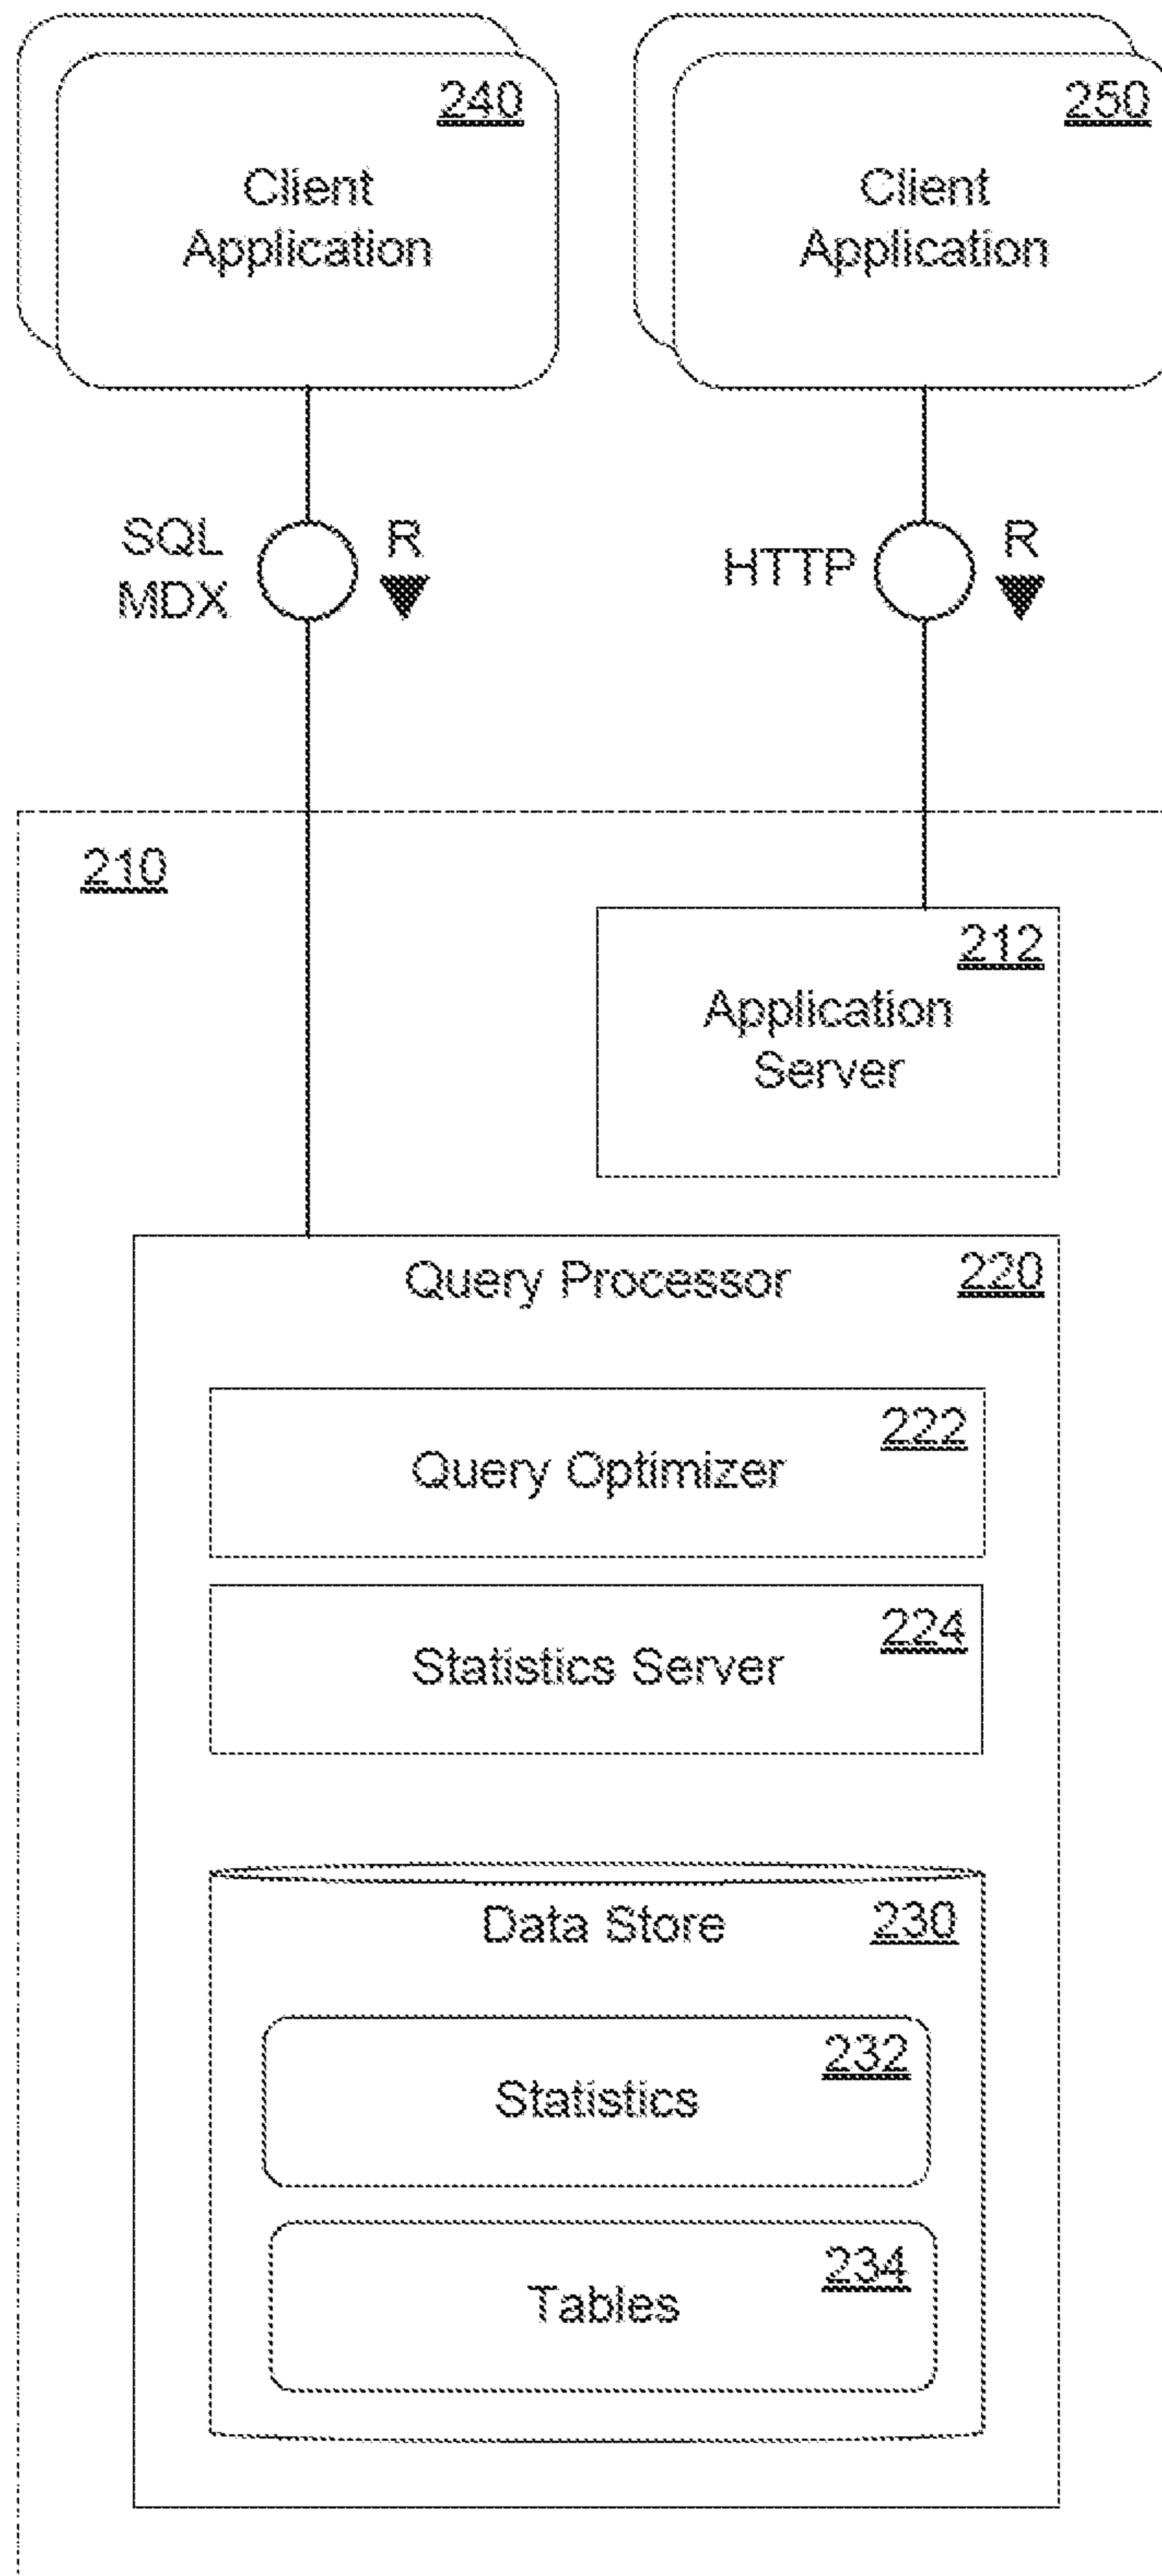 240
Client
Application
250
Client
Application
SQL
MDX
R
HTTP
R
210
212
Application
Server
Query Processor
220
222
Query Optimizer
224
Statistics Server
Data Store
230
232
Statistics
234
Tables